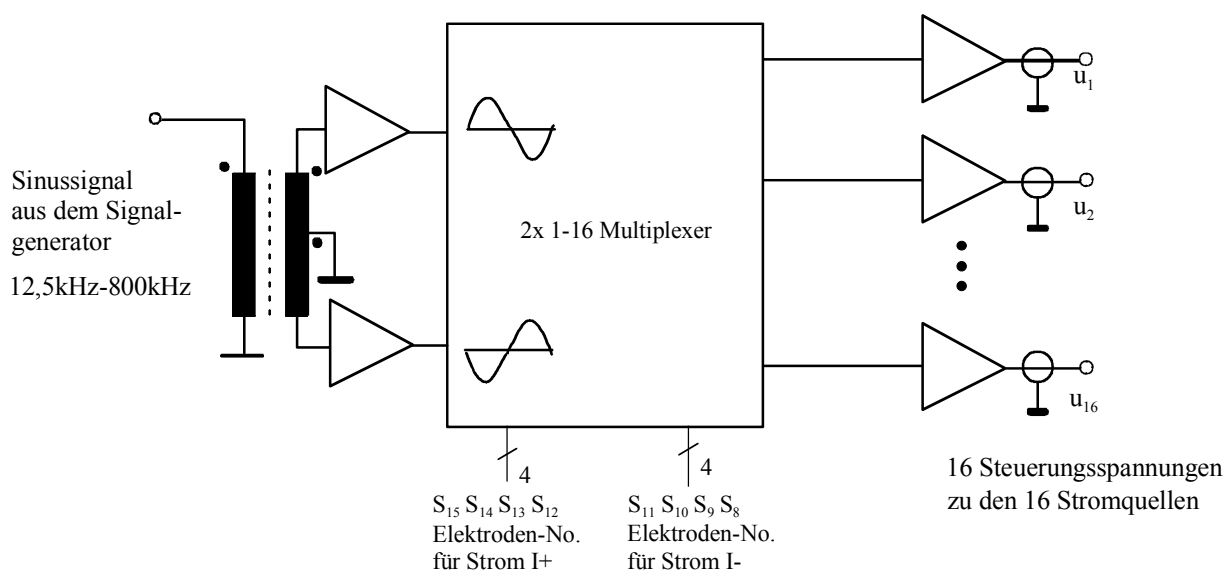 Sinussignal
aus dem Signal-
generator
12,5kHz-800kHz
2x 1-16 Multiplexer
4
S₁₅ S₁₄ S₁₃ S₁₂
Elektroden-No.
für Strom I+
4
S₁₁ S₁₀ S₉ S₈
Elektroden-No.
für Strom I-
u₁
u₂
u₁₆
16 Steuerungsspannungen
zu den 16 Stromquellen